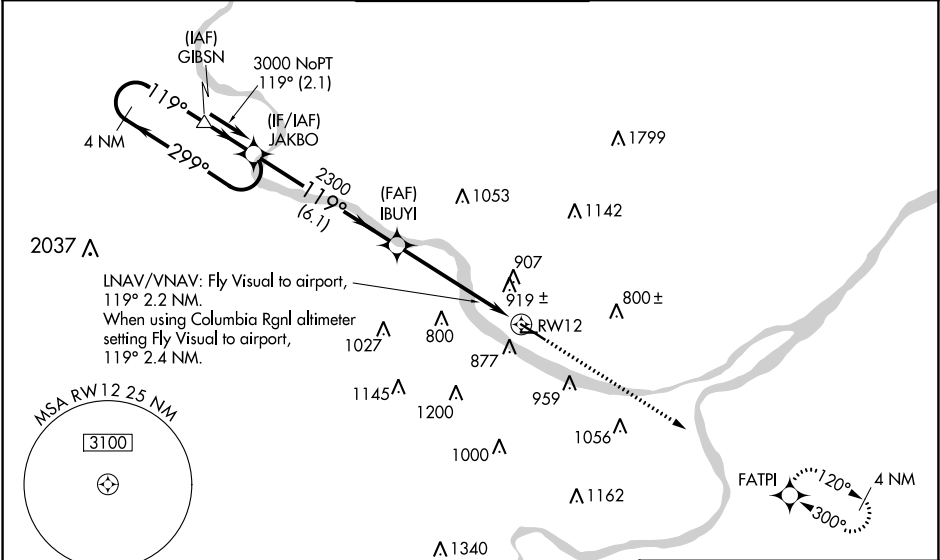 (IAF)
GIBSN
3000 NoPT
119° (2.1)
119°
(IF/IAF)
JAKBO
4 NM
299°
1799
2300
119°
(6.1)
(FAF)
IBUYI
1053
1142
2037
907
919 ±
800 ±
LNAV/VNAV: Fly Visual to airport,
119° 2.2 NM.
When using Columbia Rgnl altimeter
setting Fly Visual to airport,
119° 2.4 NM.
RW12
1027
800
877
1145
1200
959
MSA RW12 25 NM
3100
1000
1056
FATPI
120°
4 NM
300°
1162
1340